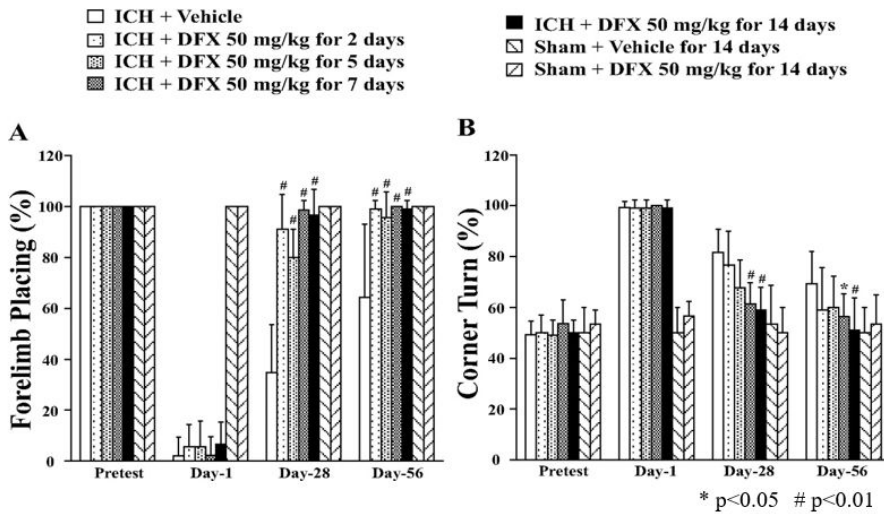 ICH + Vehicle
ICH + DFX 50 mg/kg for 2 days
ICH + DFX 50 mg/kg for 5 days
ICH + DFX 50 mg/kg for 7 days
ICH + DFX 50 mg/kg for 14 days
Sham + Vehicle for 14 days
Sham + DFX 50 mg/kg for 14 days
A
Forelimb Placing (%)
120
100
80
60
40
20
0
# # # #
# # # #
Pretest Day-1 Day-28 Day-56
B
Corner Turn (%)
120
100
80
60
40
20
0
# #
* #
Pretest Day-1 Day-28 Day-56
* p<0.05 # p<0.01